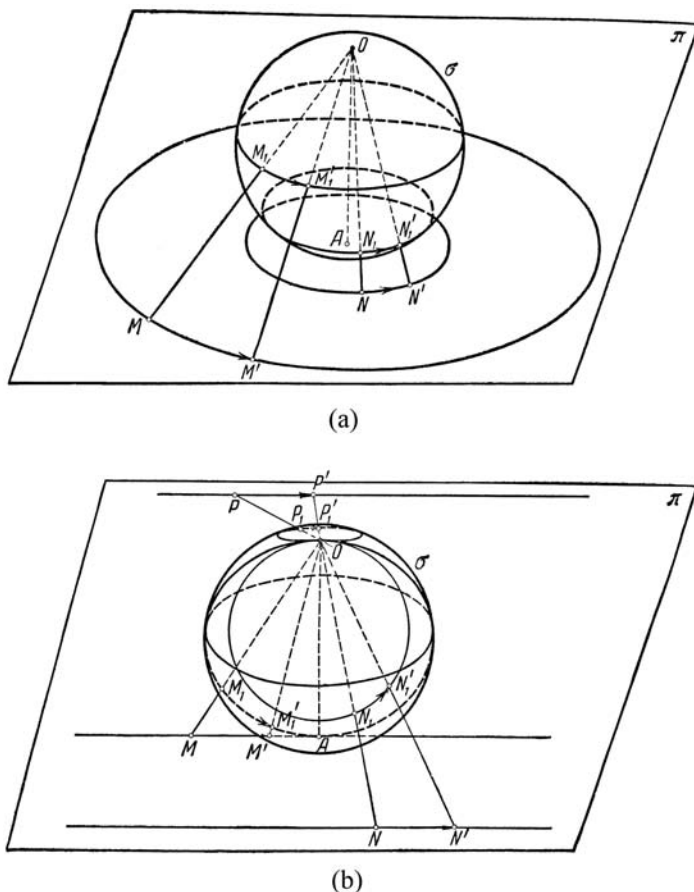 π
O
σ
M₁
M₁'
A
N₁
N₁'
N
N'
M
M'
(a)
P'
π
P
P₁
P₁'
O
σ
M₁
M₁'
N₁
N₁'
M
M'
A
N
N'
(b)